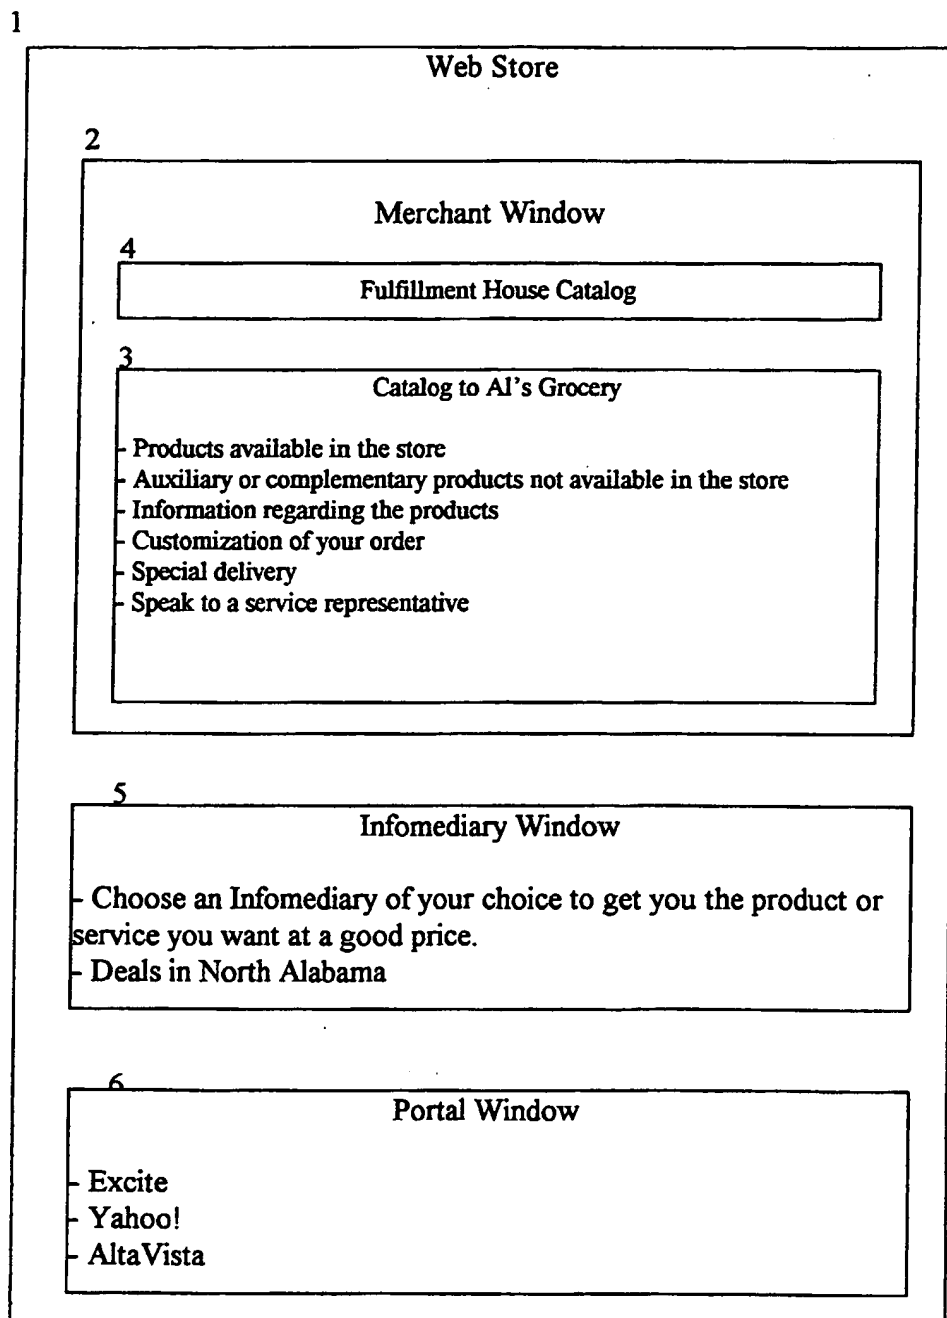 1
Web Store
2
Merchant Window
4
Fulfillment House Catalog
3
Catalog to Al's Grocery
- Products available in the store
- Auxiliary or complementary products not available in the store
- Information regarding the products
- Customization of your order
- Special delivery
- Speak to a service representative
5
Infomediary Window
- Choose an Infomediary of your choice to get you the product or
service you want at a good price.
- Deals in North Alabama
6
Portal Window
- Excite
- Yahoo!
- AltaVista